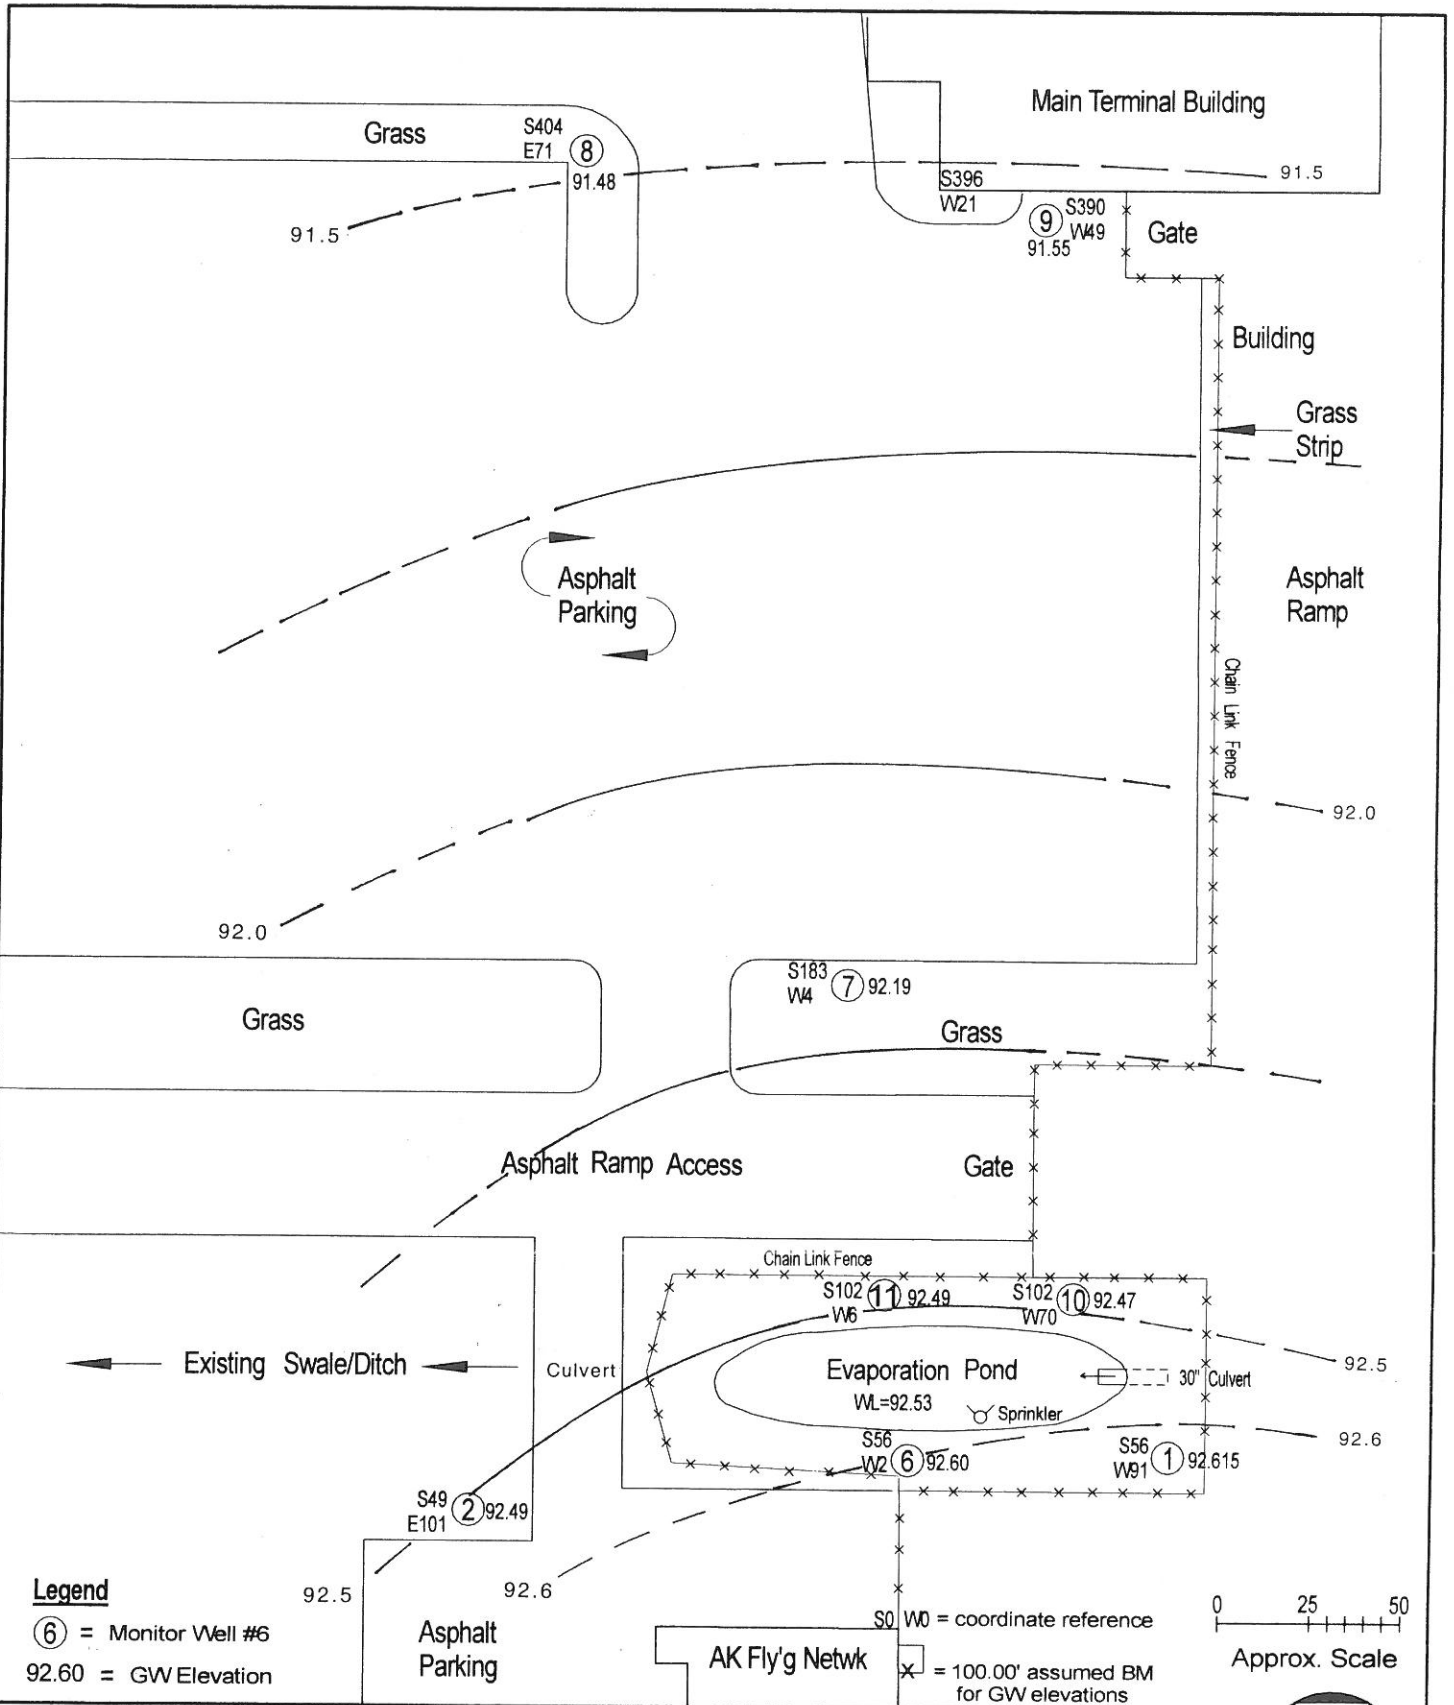 Main Terminal Building
Grass
S404
E71
8
91.48
91.5
91.5
S396
W21
9
S390
W49
91.55
Gate
Building
Grass
Strip
Asphalt
Parking
Asphalt
Ramp
Chain Link Fence
92.0
92.0
S183
W4
7
92.19
Grass
Grass
Asphalt Ramp Access
Gate
Chain Link Fence
S102
W6
11
92.49
S102
W70
10
92.47
Existing Swale/Ditch
Culvert
Evaporation Pond
WL=92.53
Sprinkler
30" Culvert
92.5
92.6
S56
W2
6
92.60
S56
W91
1
92.615
S49
E101
2
92.49
92.5
92.6
Legend
6 = Monitor Well #6
92.60 = GW Elevation
Asphalt
Parking
AK Fly'g Netwk
S0 W0 = coordinate reference
X = 100.00' assumed BM
for GW elevations
0 25 50
Approx. Scale